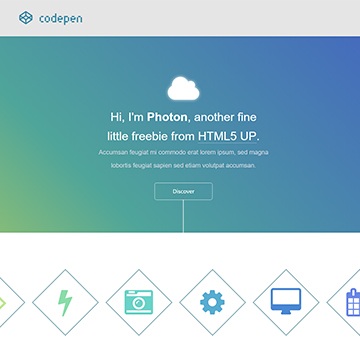 codepen
Hi, I'm Photon, another fine
little freebie from HTML5 UP.
Accumsan feugiat mi commodo erat lorem ipsum, sed magna
lobortis feugiat sapien sed etiam volutpat accumsan.
Discover